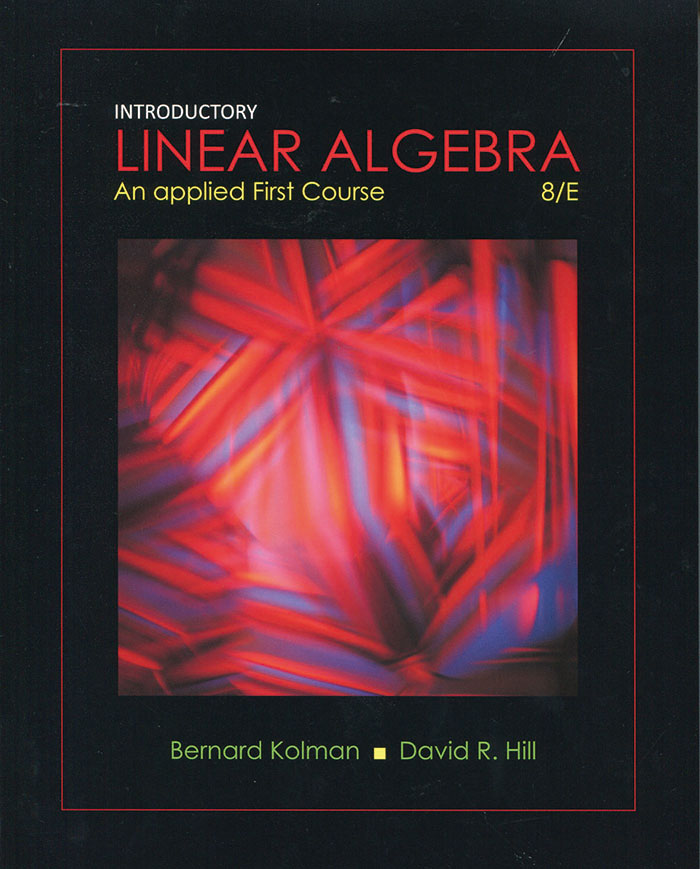 INTRODUCTORY
LINEAR ALGEBRA
An applied First Course 8/E
Bernard Kolman ■ David R. Hill